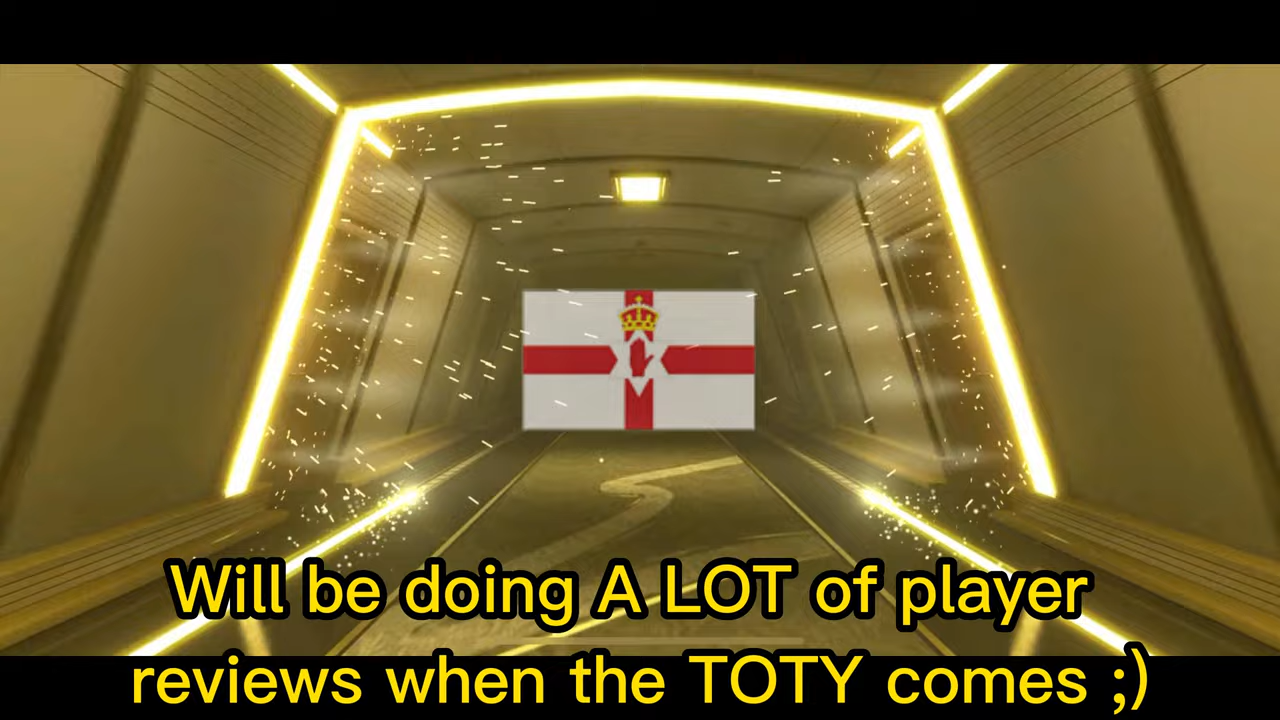 Will be doing A LOT of player
reviews when the TOTY comes ;)